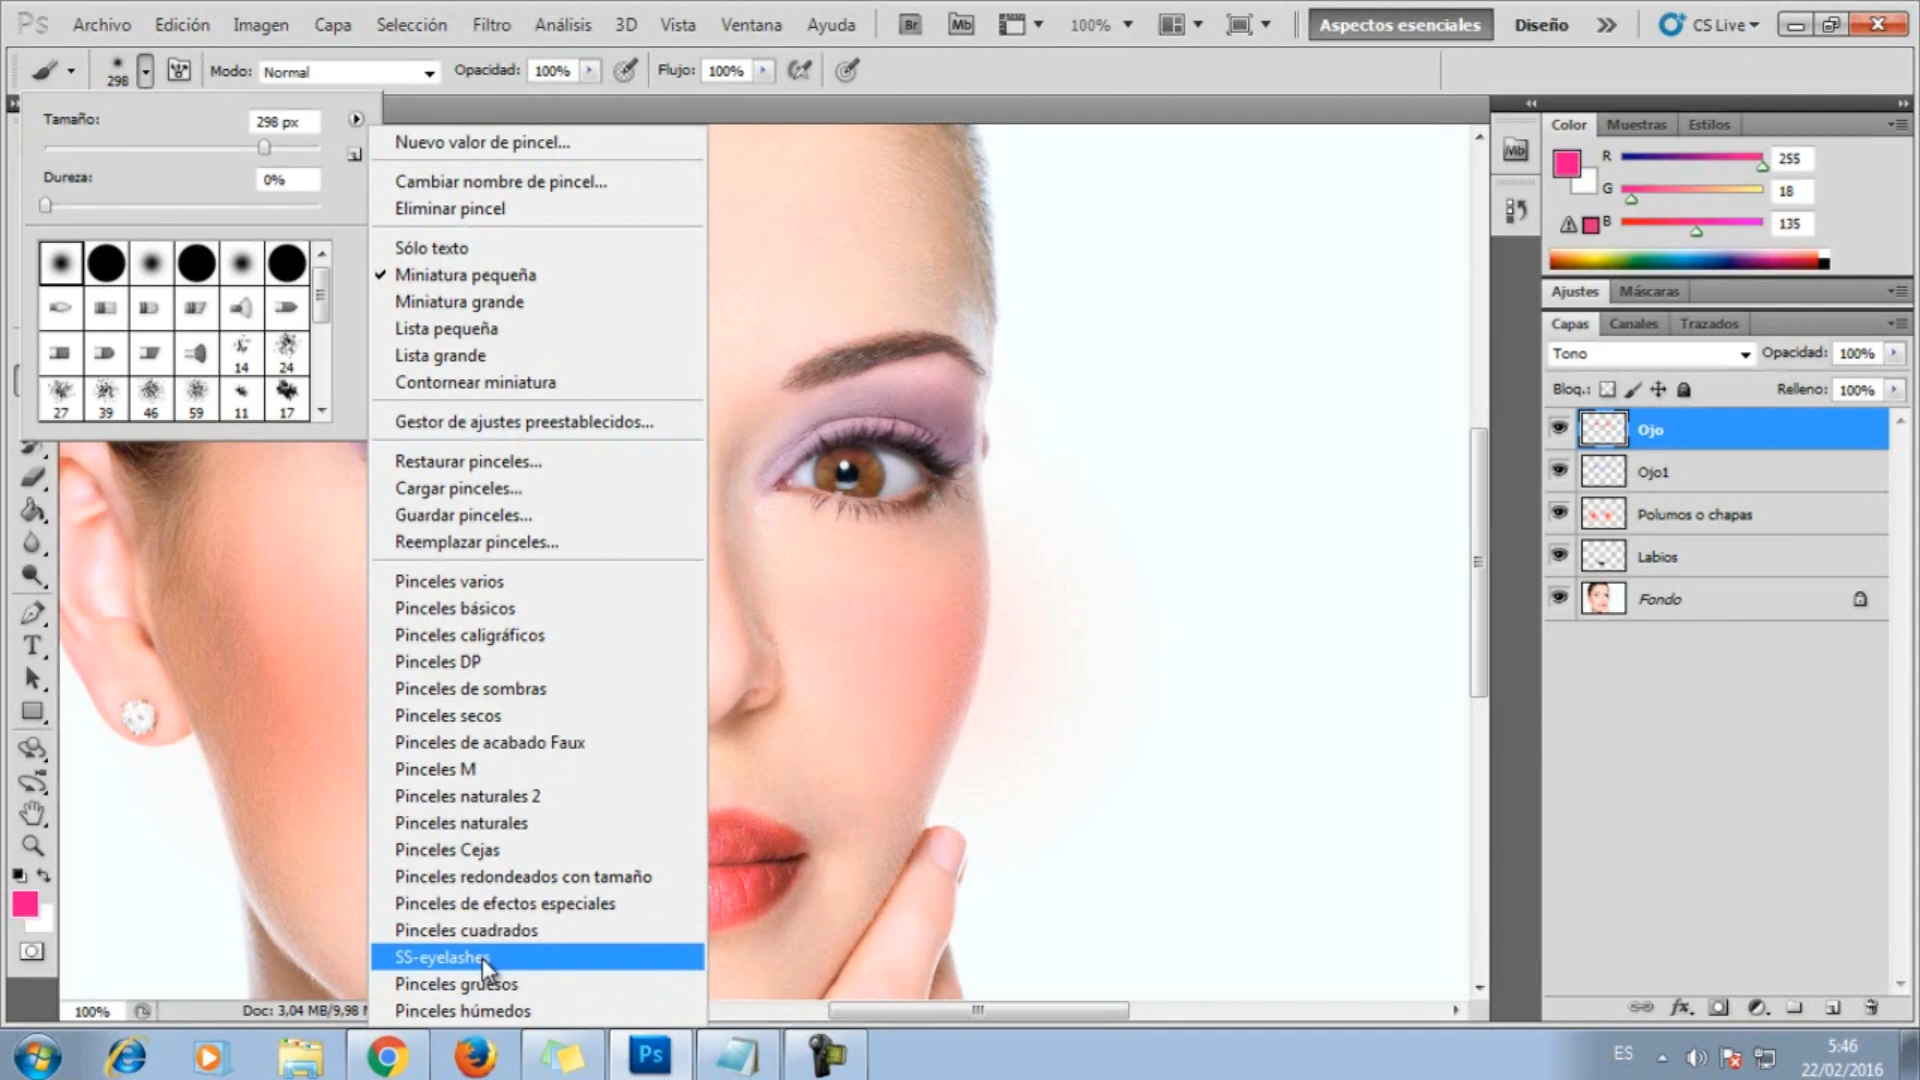 Ps Archivo Edición Imagen Capa Selección Filtro Análisis 3D Vista Ventana Ayuda Br Mb 100% Aspectos esenciales Diseño CS Live
298 Modo: Normal Opacidad: 100% Flujo: 100%
Tamaño: 298 px
Dureza: 0%
14 24
27 39 46 59 11 17
Nuevo valor de pincel...
Cambiar nombre de pincel...
Eliminar pincel
Sólo texto
Miniatura pequeña
Miniatura grande
Lista pequeña
Lista grande
Contornear miniatura
Gestor de ajustes preestablecidos...
Restaurar pinceles...
Cargar pinceles...
Guardar pinceles...
Reemplazar pinceles...
Pinceles varios
Pinceles básicos
Pinceles caligráficos
Pinceles DP
Pinceles de sombras
Pinceles secos
Pinceles de acabado Faux
Pinceles M
Pinceles naturales 2
Pinceles naturales
Pinceles Cejas
Pinceles redondeados con tamaño
Pinceles de efectos especiales
Pinceles cuadrados
SS-eyelashes
Pinceles gruesos
Pinceles húmedos
Mb
Color Muestras Estilos
R 255
G 18
B 135
Ajustes Máscaras
Capas Canales Trazados
Tono Opacidad: 100%
Bloq.: Relleno: 100%
Ojo
Ojo1
Polumos o chapas
Labios
Fondo
fx
T
100% Doc: 3,04 MB/9,98
Ps
ES
5:46
22/02/2016